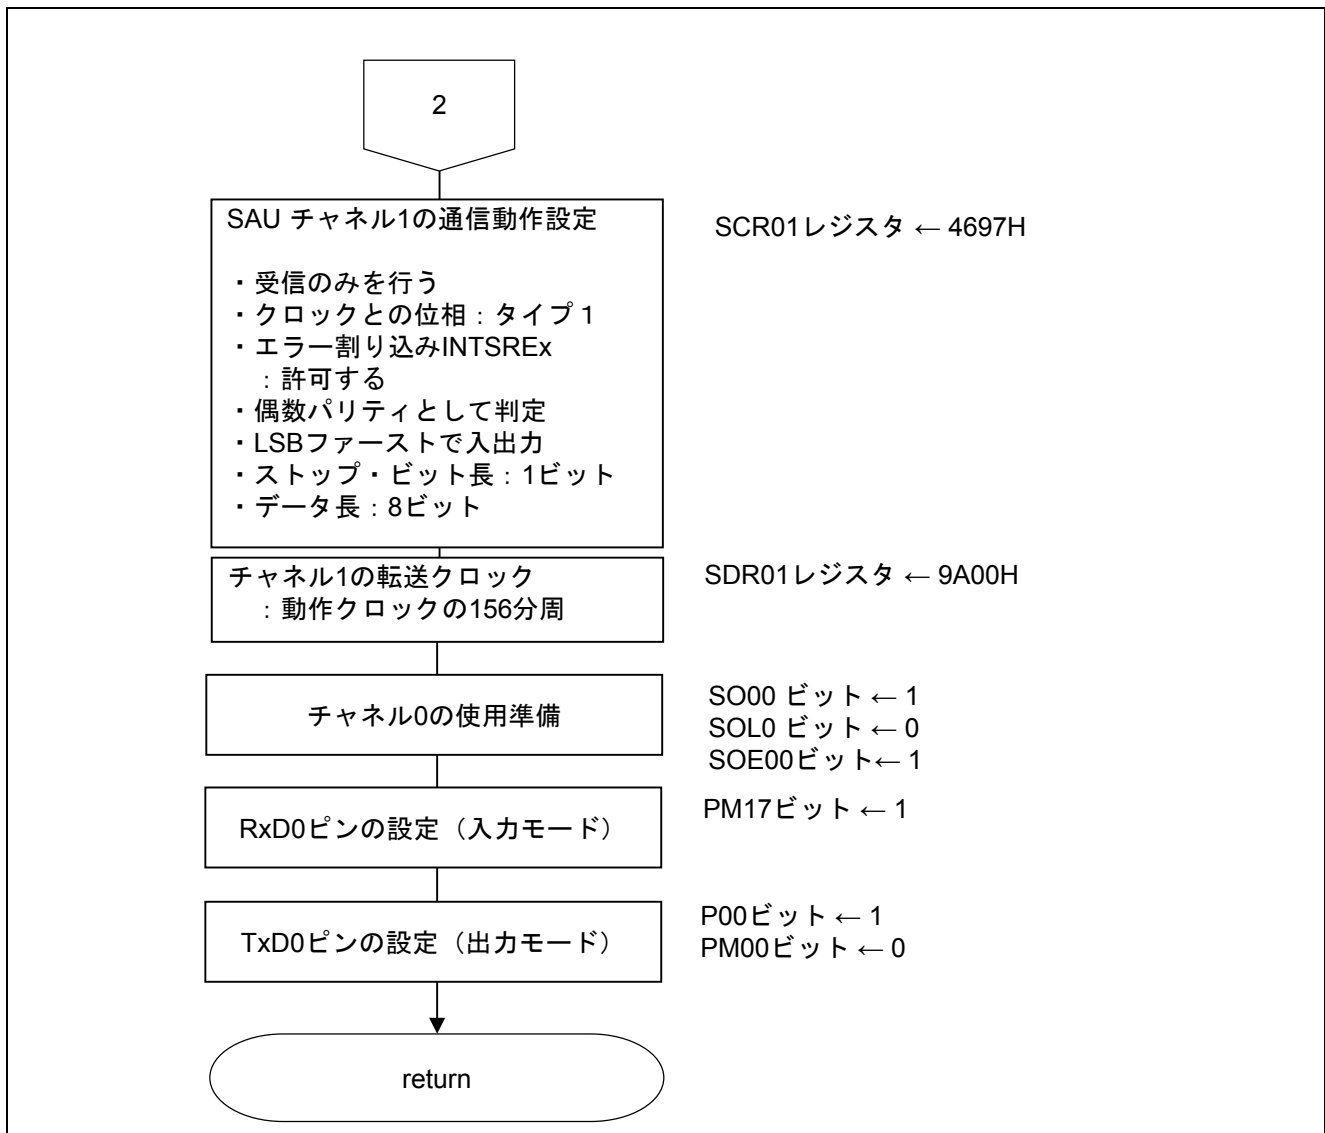 2
SAU チャネル1の通信動作設定
SCR01レジスタ ← 4697H
・受信のみを行う
・クロックとの位相：タイプ１
・エラー割り込みINTSREx
：許可する
・偶数パリティとして判定
・LSBファーストで入出力
・ストップ・ビット長：1ビット
・データ長：8ビット
チャネル1の転送クロック
：動作クロックの156分周
SDR01レジスタ ← 9A00H
チャネル0の使用準備
SO00 ビット ← 1
SOL0 ビット ← 0
SOE00ビット← 1
RxD0ピンの設定（入力モード）
PM17ビット ← 1
TxD0ピンの設定（出力モード）
P00ビット ← 1
PM00ビット ← 0
return